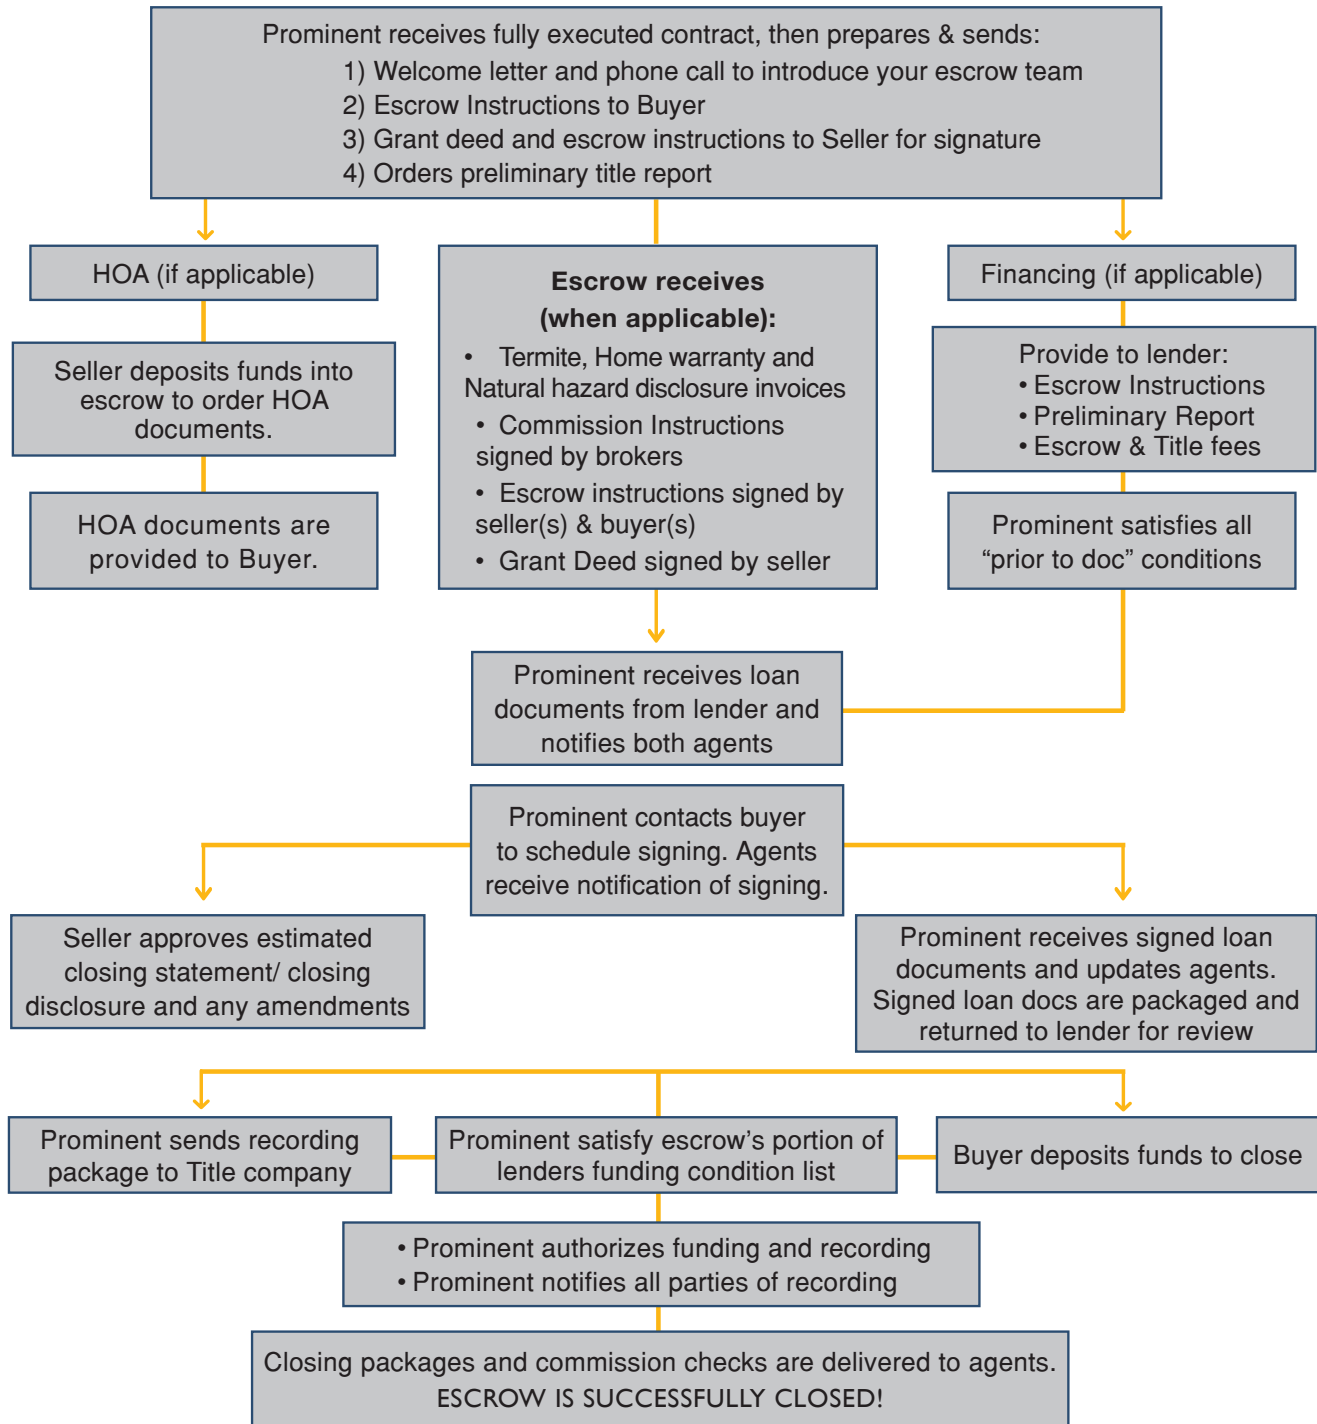 Prominent receives fully executed contract, then prepares & sends:
1) Welcome letter and phone call to introduce your escrow team
2) Escrow Instructions to Buyer
3) Grant deed and escrow instructions to Seller for signature
4) Orders preliminary title report
HOA (if applicable)
Seller deposits funds into
escrow to order HOA
documents.
HOA documents are
provided to Buyer.
Escrow receives
(when applicable):
• Termite, Home warranty and
Natural hazard disclosure invoices
• Commission Instructions
signed by brokers
• Escrow instructions signed by
seller(s) & buyer(s)
• Grant Deed signed by seller
Financing (if applicable)
Provide to lender:
• Escrow Instructions
• Preliminary Report
• Escrow & Title fees
Prominent satisfies all
“prior to doc” conditions
Prominent receives loan
documents from lender and
notifies both agents
Prominent contacts buyer
to schedule signing. Agents
receive notification of signing.
Seller approves estimated
closing statement/ closing
disclosure and any amendments
Prominent receives signed loan
documents and updates agents.
Signed loan docs are packaged and
returned to lender for review
Prominent sends recording
package to Title company
Prominent satisfy escrow’s portion of
lenders funding condition list
Buyer deposits funds to close
• Prominent authorizes funding and recording
• Prominent notifies all parties of recording
Closing packages and commission checks are delivered to agents.
ESCROW IS SUCCESSFULLY CLOSED!